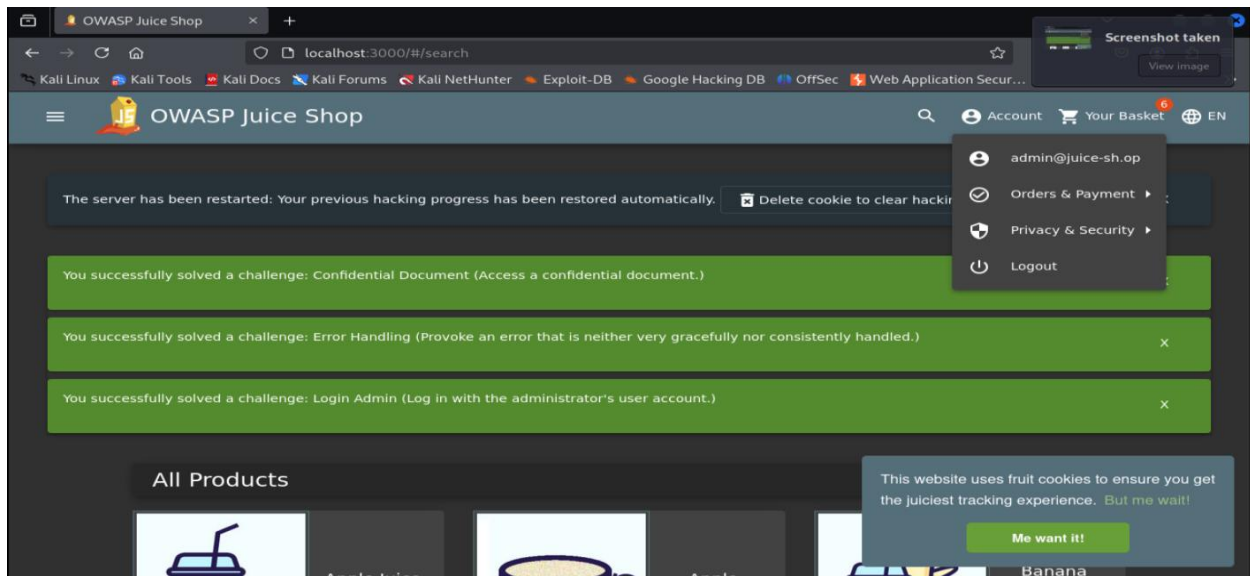 OWASP Juice Shop
Screenshot taken
View image
localhost:3000/#/search
Kali Linux Kali Tools Kali Docs Kali Forums Kali NetHunter Exploit-DB Google Hacking DB OffSec Web Application Secur...
OWASP Juice Shop
Account Your Basket 6 EN
admin@juice-sh.op
Orders & Payment
Privacy & Security
Logout
The server has been restarted: Your previous hacking progress has been restored automatically. Delete cookie to clear hackin
You successfully solved a challenge: Confidential Document (Access a confidential document.)
You successfully solved a challenge: Error Handling (Provoke an error that is neither very gracefully nor consistently handled.)
X
You successfully solved a challenge: Login Admin (Log in with the administrator's user account.)
X
All Products
This website uses fruit cookies to ensure you get
the juiciest tracking experience. But me wait!
Me want it!
Apple Juice
Apple
Banana